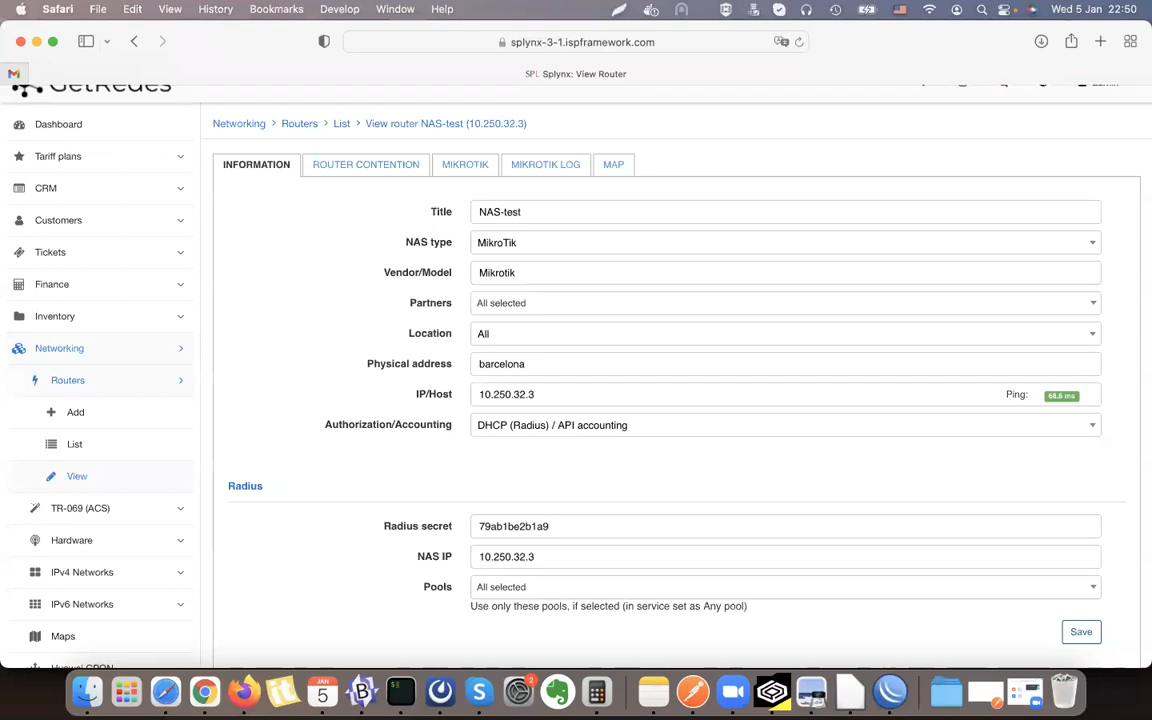 Safari File Edit View History Bookmarks Develop Window Help Wed 5 Jan 22:50
splynx-3-1.ispframework.com
SPL Splynx: View Router
GetRedes
Networking > Routers > List > View router NAS-test (10.250.32.3)
Dashboard
Tariff plans
CRM
Customers
Tickets
Finance
Inventory
Networking
Routers
Add
List
View
TR-069 (ACS)
Hardware
IPv4 Networks
IPv6 Networks
Maps
Huawei GPON
INFORMATION ROUTER CONTENTION MIKROTIK MIKROTIK LOG MAP
Title NAS-test
NAS type MikroTik
Vendor/Model Mikrotik
Partners All selected
Location All
Physical address barcelona
IP/Host 10.250.32.3 Ping: 68.6 ms
Authorization/Accounting DHCP (Radius) / API accounting
Radius
Radius secret 79ab1be2b1a9
NAS IP 10.250.32.3
Pools All selected
Use only these pools, if selected (in service set as Any pool)
Save
JAN
5
2